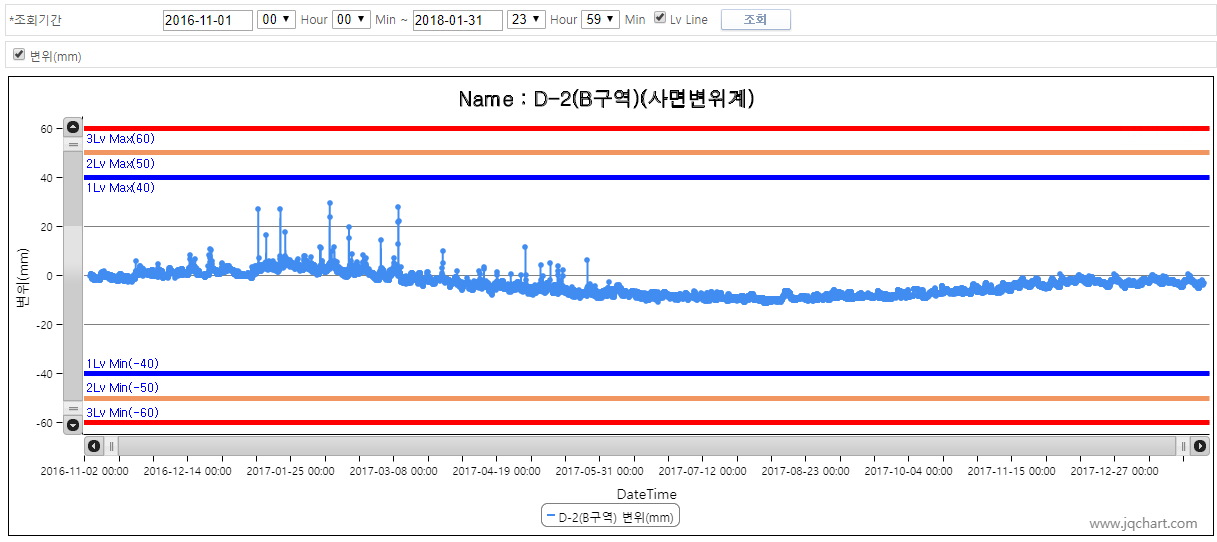 *조회기간 2016-11-01 00 Hour 00 Min ~ 2018-01-31 23 Hour 59 Min Lv Line 조회
변위(mm)
Name : D-2(B구역)(사면변위계)
60
3Lv Max(60)
2Lv Max(50)
40
1Lv Max(40)
20
0
변위(mm)
-20
1Lv Min(-40)
-40
2Lv Min(-50)
3Lv Min(-60)
-60
2016-11-02 00:00 2016-12-14 00:00 2017-01-25 00:00 2017-03-08 00:00 2017-04-19 00:00 2017-05-31 00:00 2017-07-12 00:00 2017-08-23 00:00 2017-10-04 00:00 2017-11-15 00:00 2017-12-27 00:00
DateTime
D-2(B구역) 변위(mm)
www.jqchart.com